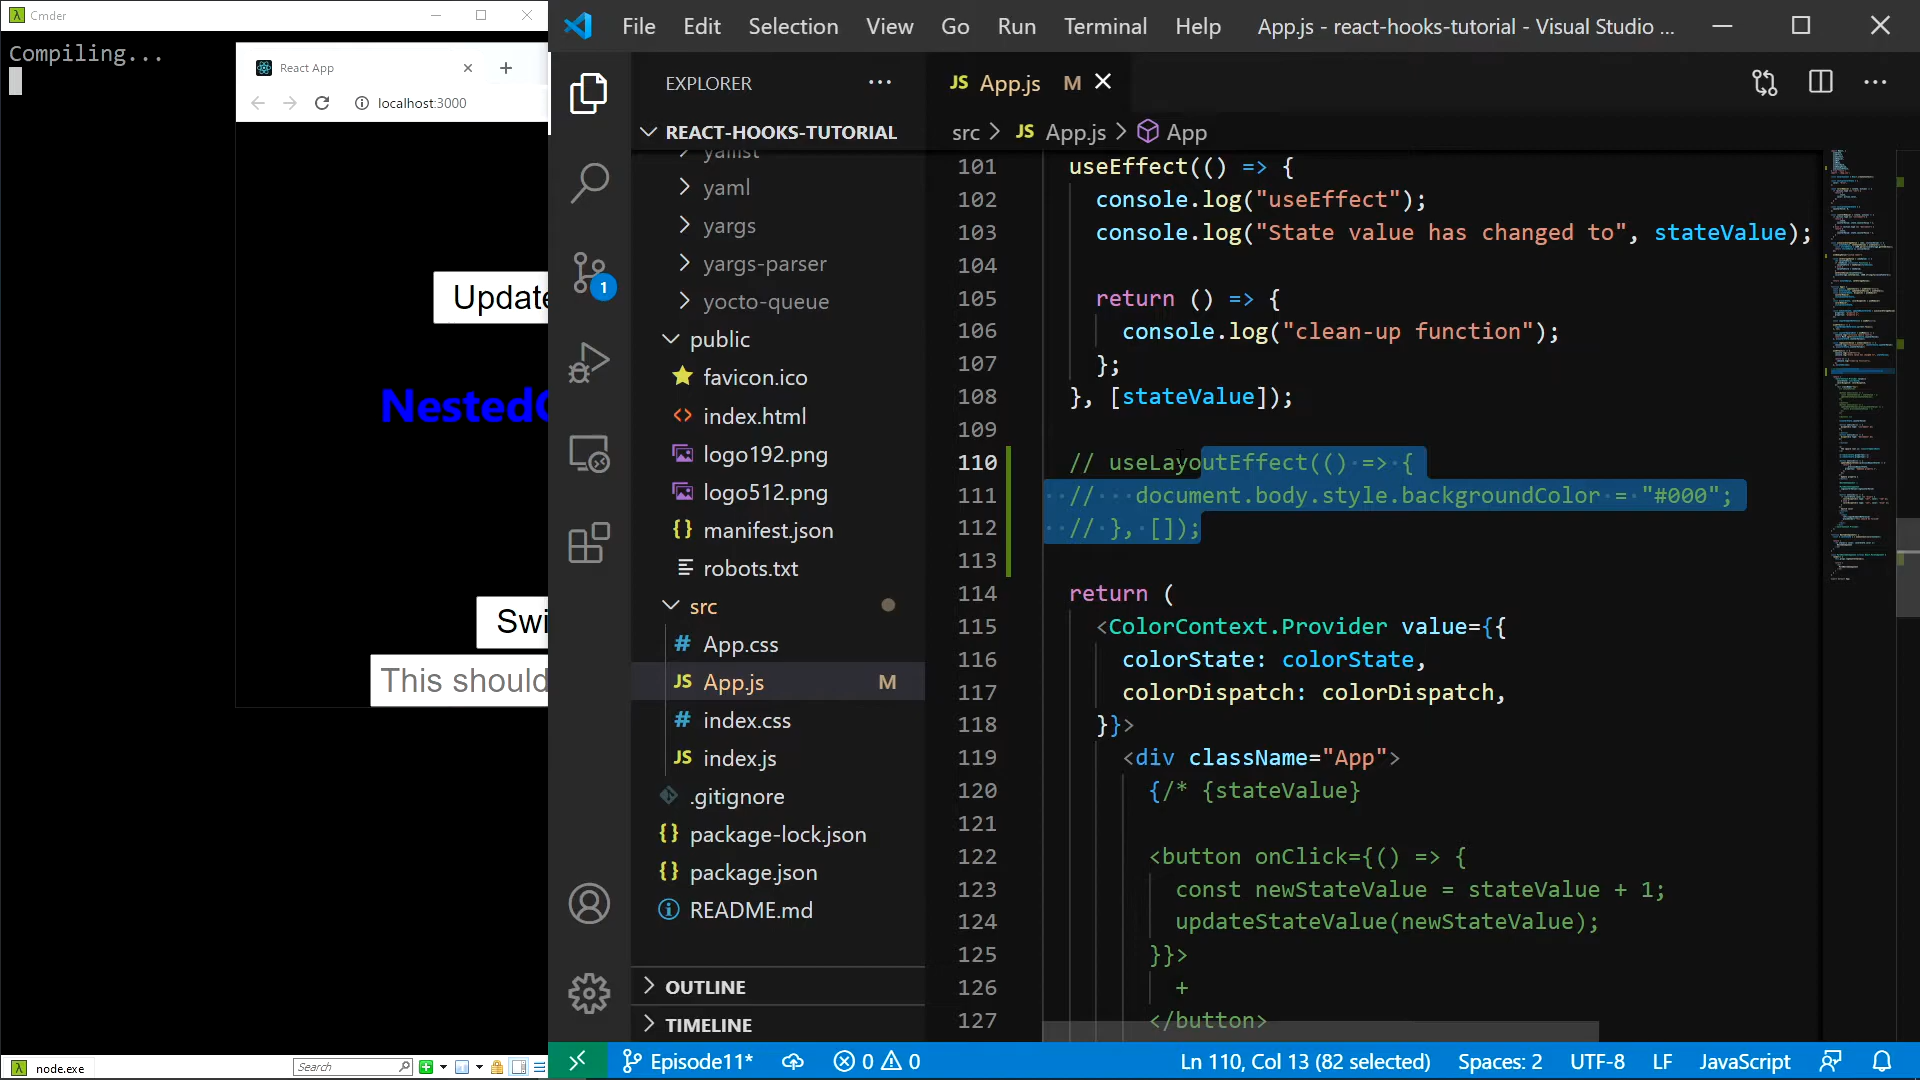 Cmder
Compiling...
React App
localhost:3000
Update
NestedC
Swi
This should
node.exe
Search
File Edit Selection View Go Run Terminal Help
App.js - react-hooks-tutorial - Visual Studio ...
EXPLORER
REACT-HOOKS-TUTORIAL
yallist
yaml
yargs
yargs-parser
yocto-queue
public
favicon.ico
index.html
logo192.png
logo512.png
manifest.json
robots.txt
src
App.css
App.js M
index.css
index.js
.gitignore
package-lock.json
package.json
README.md
OUTLINE
TIMELINE
1
JS App.js M
src > JS App.js > App
101 useEffect(() => {
102 console.log("useEffect");
103 console.log("State value has changed to", stateValue);
104
105 return () => {
106 console.log("clean-up function");
107 };
108 }, [stateValue]);
109
110 // useLayoutEffect(() => {
111 // document.body.style.backgroundColor = "#000";
112 // }, []);
113
114 return (
115 <ColorContext.Provider value={{
116 colorState: colorState,
117 colorDispatch: colorDispatch,
118 }}>
119 <div className="App">
120 {/* {stateValue}
121
122 <button onClick={() => {
123 const newStateValue = stateValue + 1;
124 updateStateValue(newStateValue);
125 }}>
126 +
127 </button>
Episode11* 0 0 Ln 110, Col 13 (82 selected) Spaces: 2 UTF-8 LF JavaScript